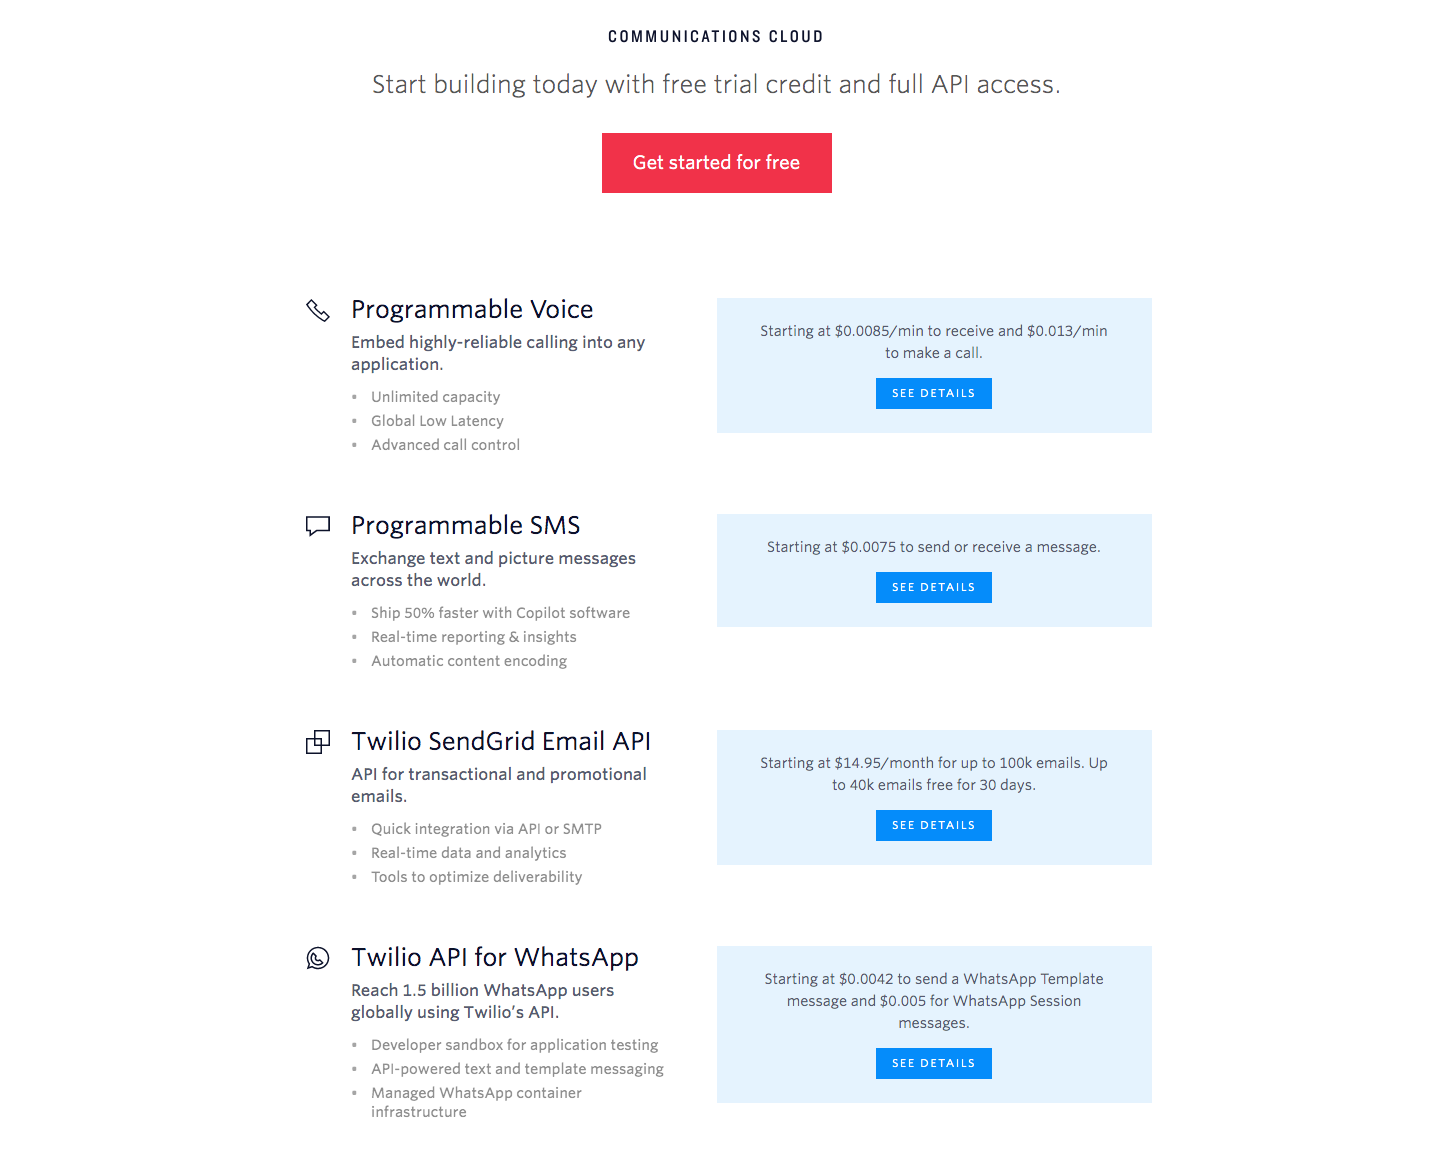 COMMUNICATIONS CLOUD
Start building today with free trial credit and full API access.
Get started for free
Programmable Voice
Embed highly-reliable calling into any
application.
▪ Unlimited capacity
▪ Global Low Latency
▪ Advanced call control
Starting at $0.0085/min to receive and $0.013/min
to make a call.
SEE DETAILS
Programmable SMS
Exchange text and picture messages
across the world.
▪ Ship 50% faster with Copilot software
▪ Real-time reporting & insights
▪ Automatic content encoding
Starting at $0.0075 to send or receive a message.
SEE DETAILS
Twilio SendGrid Email API
API for transactional and promotional
emails.
▪ Quick integration via API or SMTP
▪ Real-time data and analytics
▪ Tools to optimize deliverability
Starting at $14.95/month for up to 100k emails. Up
to 40k emails free for 30 days.
SEE DETAILS
Twilio API for WhatsApp
Reach 1.5 billion WhatsApp users
globally using Twilio’s API.
▪ Developer sandbox for application testing
▪ API-powered text and template messaging
▪ Managed WhatsApp container
infrastructure
Starting at $0.0042 to send a WhatsApp Template
message and $0.005 for WhatsApp Session
messages.
SEE DETAILS